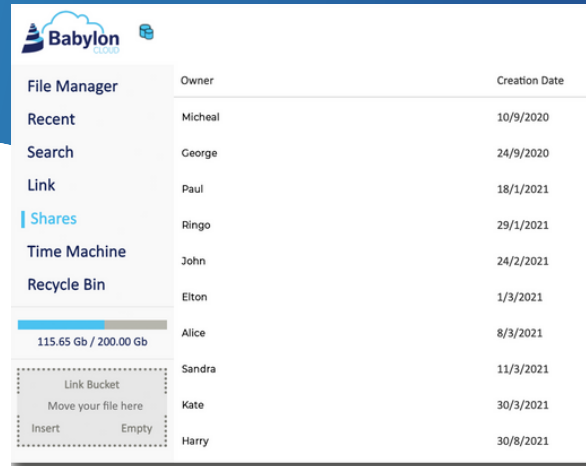 Babylon
CLOUD
File Manager
Recent
Search
Link
Shares
Time Machine
Recycle Bin
115.65 Gb / 200.00 Gb
Link Bucket
Move your file here
Insert Empty
Owner Creation Date
Micheal 10/9/2020
George 24/9/2020
Paul 18/1/2021
Ringo 29/1/2021
John 24/2/2021
Elton 1/3/2021
Alice 8/3/2021
Sandra 11/3/2021
Kate 30/3/2021
Harry 30/8/2021